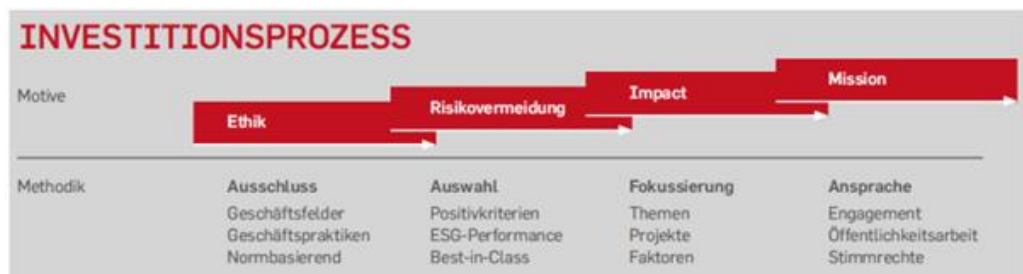 INVESTITIONSPROZESS
Motive
Ethik
Risikovermeidung
Impact
Mission
Methodik
Ausschluss
Geschäftsfelder
Geschäftspraktiken
Normbasierend
Auswahl
Positivkriterien
ESG-Performance
Best-in-Class
Fokussierung
Themen
Projekte
Faktoren
Ansprache
Engagement
Öffentlichkeitsarbeit
Stimmrechte